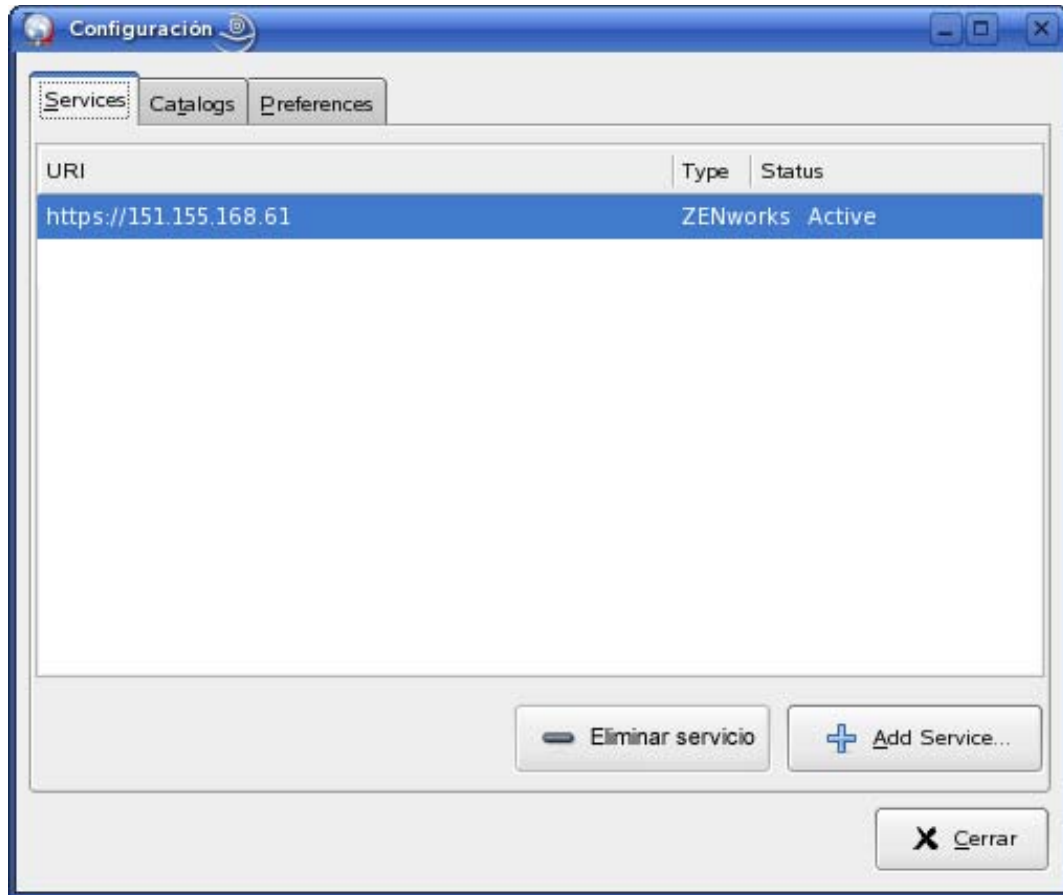 Configuración
Services Catalogs Preferences
URI Type Status
https://151.155.168.61 ZENworks Active
Eliminar servicio Add Service...
Cerrar